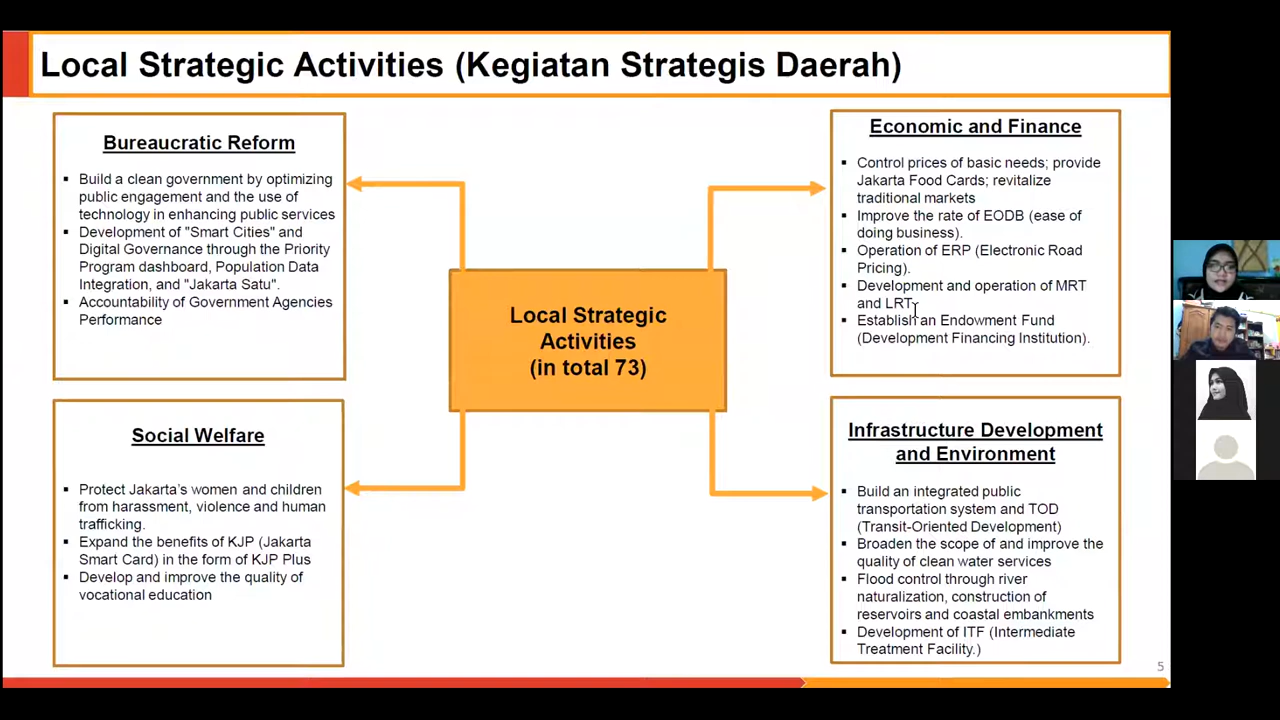 Local Strategic Activities (Kegiatan Strategis Daerah)
Bureaucratic Reform
▪ Build a clean government by optimizing
public engagement and the use of
technology in enhancing public services
▪ Development of "Smart Cities" and
Digital Governance through the Priority
Program dashboard, Population Data
Integration, and "Jakarta Satu".
▪ Accountability of Government Agencies
Performance
Economic and Finance
▪ Control prices of basic needs; provide
Jakarta Food Cards; revitalize
traditional markets
▪ Improve the rate of EODB (ease of
doing business).
▪ Operation of ERP (Electronic Road
Pricing).
▪ Development and operation of MRT
and LRT
▪ Establish an Endowment Fund
(Development Financing Institution).
Local Strategic
Activities
(in total 73)
Social Welfare
▪ Protect Jakarta's women and children
from harassment, violence and human
trafficking.
▪ Expand the benefits of KJP (Jakarta
Smart Card) in the form of KJP Plus
▪ Develop and improve the quality of
vocational education
Infrastructure Development
and Environment
▪ Build an integrated public
transportation system and TOD
(Transit-Oriented Development)
▪ Broaden the scope of and improve the
quality of clean water services
▪ Flood control through river
naturalization, construction of
reservoirs and coastal embankments
▪ Development of ITF (Intermediate
Treatment Facility.)
5